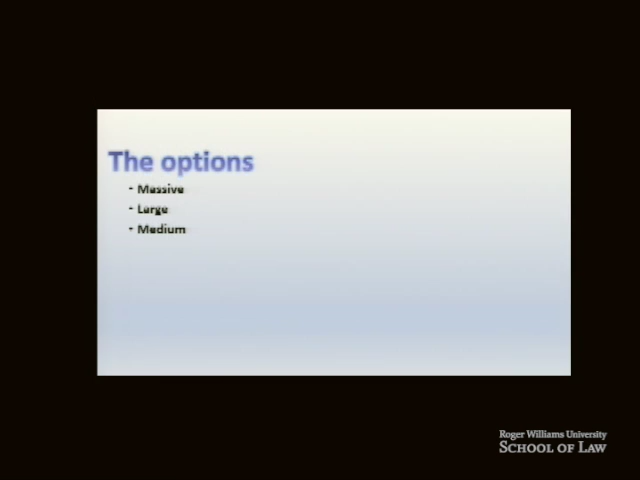 The options
- Massive
- Large
- Medium
Roger Williams University
School of Law